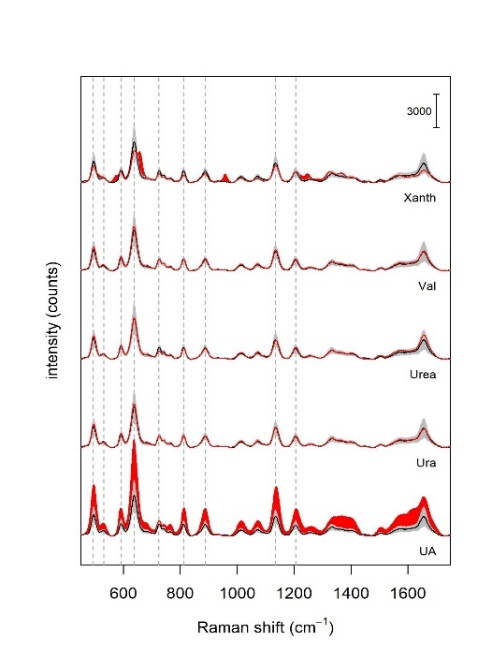 3000
Xanth
Val
Urea
Ura
UA
intensity (counts)
600 800 1000 1200 1400 1600
Raman shift (cm⁻¹)